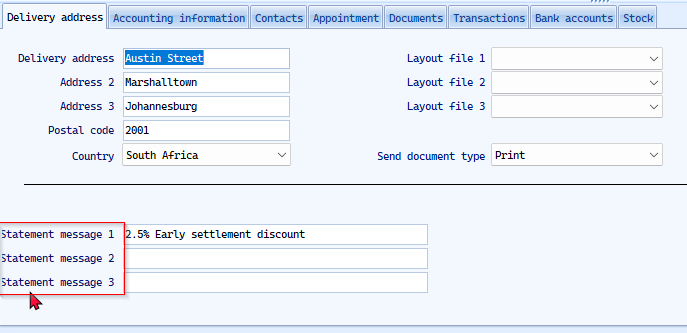 Delivery address Accounting information Contacts Appointment Documents Transactions Bank accounts Stock
Delivery address Austin Street Layout file 1
Address 2 Marshalltown Layout file 2
Address 3 Johannesburg Layout file 3
Postal code 2001
Country South Africa Send document type Print
Statement message 1 2.5% Early settlement discount
Statement message 2
Statement message 3